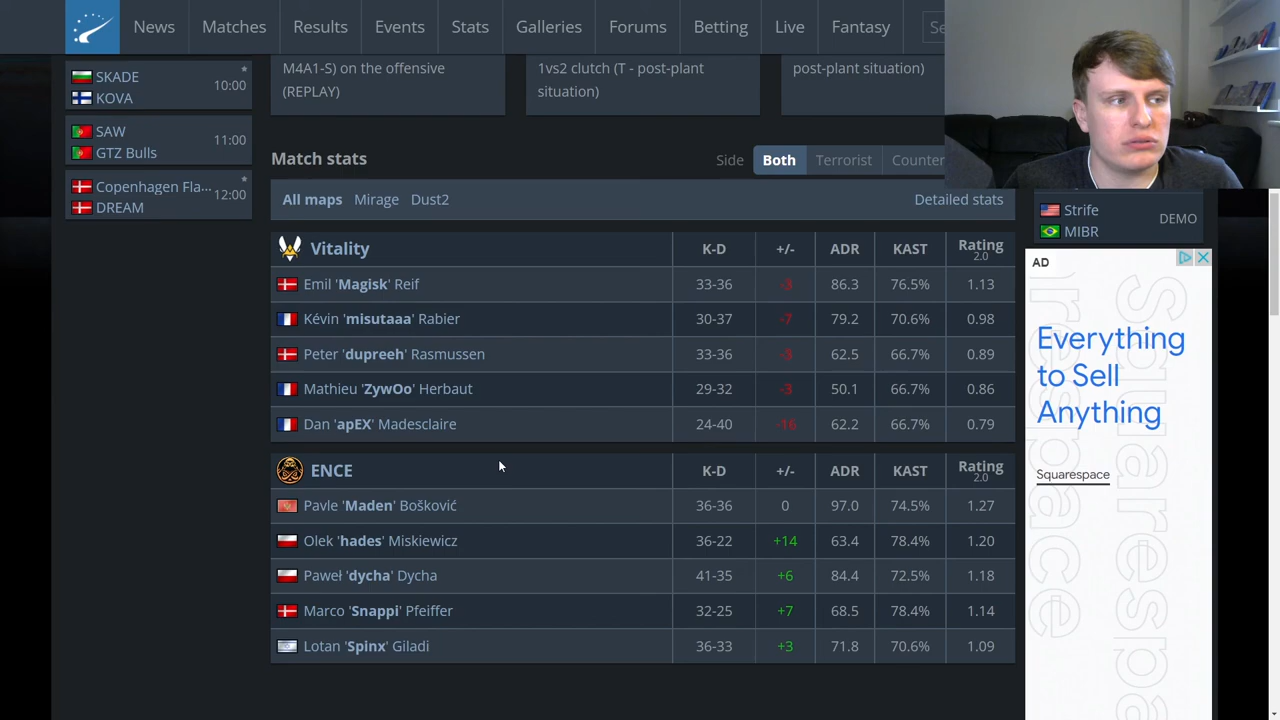 News Matches Results Events Stats Galleries Forums Betting Live Fantasy Se
SKADE
KOVA
10:00
SAW
GTZ Bulls
11:00
Copenhagen Fla...
DREAM
12:00
M4A1-S) on the offensive
(REPLAY)
1vs2 clutch (T - post-plant
situation)
post-plant situation)
Match stats
Side Both Terrorist Counter
All maps Mirage Dust2 Detailed stats
Vitality K-D +/- ADR KAST Rating 2.0
Emil 'Magisk' Reif 33-36 -3 86.3 76.5% 1.13
Kévin 'misutaaa' Rabier 30-37 -7 79.2 70.6% 0.98
Peter 'dupreeh' Rasmussen 33-36 -3 62.5 66.7% 0.89
Mathieu 'ZywOo' Herbaut 29-32 -3 50.1 66.7% 0.86
Dan 'apEX' Madesclaire 24-40 -16 62.2 66.7% 0.79
ENCE K-D +/- ADR KAST Rating 2.0
Pavle 'Maden' Bošković 36-36 0 97.0 74.5% 1.27
Olek 'hades' Miskiewicz 36-22 +14 63.4 78.4% 1.20
Paweł 'dycha' Dycha 41-35 +6 84.4 72.5% 1.18
Marco 'Snappi' Pfeiffer 32-25 +7 68.5 78.4% 1.14
Lotan 'Spinx' Giladi 36-33 +3 71.8 70.6% 1.09
Strife
MIBR
DEMO
AD
Everything
to Sell
Anything
Squarespace